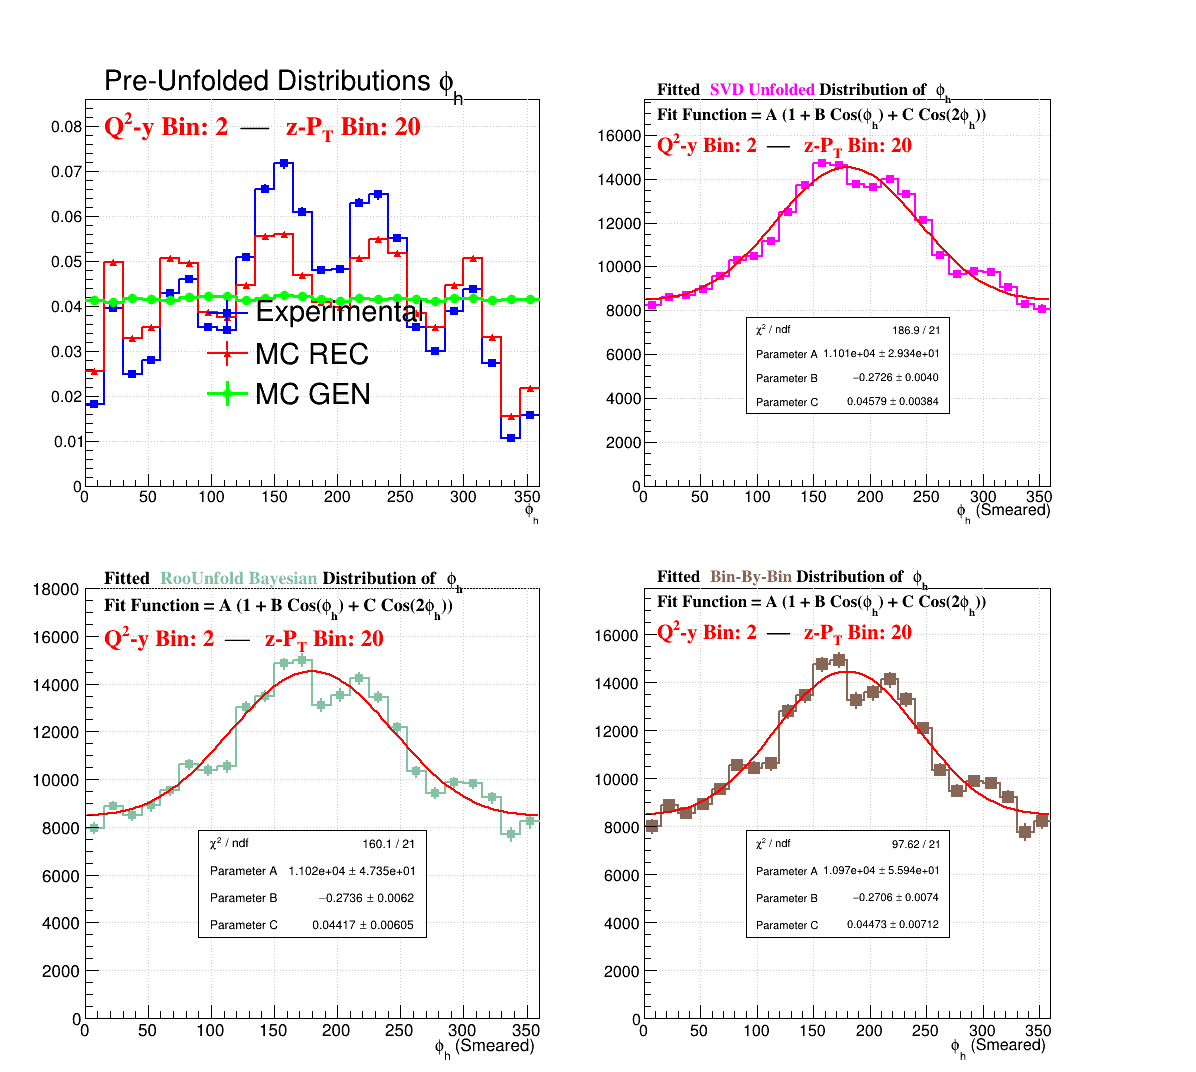 Pre-Unfolded Distributions ϕh
Q2-y Bin: 2 — z-PT Bin: 20
0.08
0.07
0.06
0.05
0.04
0.03
0.02
0.01
0
Experimental
MC REC
MC GEN
0 50 100 150 200 250 300 350
ϕh
Fitted SVD Unfolded Distribution of ϕh
Fit Function = A (1 + B Cos(ϕh) + C Cos(2ϕh))
Q2-y Bin: 2 — z-PT Bin: 20
16000
14000
12000
10000
8000
6000
4000
2000
0
χ2 / ndf 186.9 / 21
Parameter A 1.101e+04 ± 2.934e+01
Parameter B −0.2726 ± 0.0040
Parameter C 0.04579 ± 0.00384
0 50 100 150 200 250 300 350
ϕh (Smeared)
Fitted RooUnfold Bayesian Distribution of ϕh
Fit Function = A (1 + B Cos(ϕh) + C Cos(2ϕh))
Q2-y Bin: 2 — z-PT Bin: 20
18000
16000
14000
12000
10000
8000
6000
4000
2000
0
χ2 / ndf 160.1 / 21
Parameter A 1.102e+04 ± 4.735e+01
Parameter B −0.2736 ± 0.0062
Parameter C 0.04417 ± 0.00605
0 50 100 150 200 250 300 350
ϕh (Smeared)
Fitted Bin-By-Bin Distribution of ϕh
Fit Function = A (1 + B Cos(ϕh) + C Cos(2ϕh))
Q2-y Bin: 2 — z-PT Bin: 20
16000
14000
12000
10000
8000
6000
4000
2000
0
χ2 / ndf 97.62 / 21
Parameter A 1.097e+04 ± 5.594e+01
Parameter B −0.2706 ± 0.0074
Parameter C 0.04473 ± 0.00712
0 50 100 150 200 250 300 350
ϕh (Smeared)